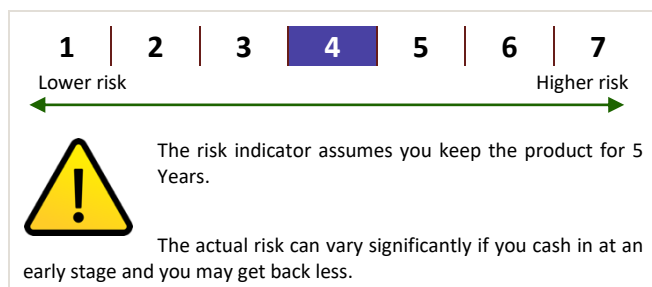 1 2 3 4 5 6 7
Lower risk Higher risk
The risk indicator assumes you keep the product for 5
Years.
The actual risk can vary significantly if you cash in at an
early stage and you may get back less.